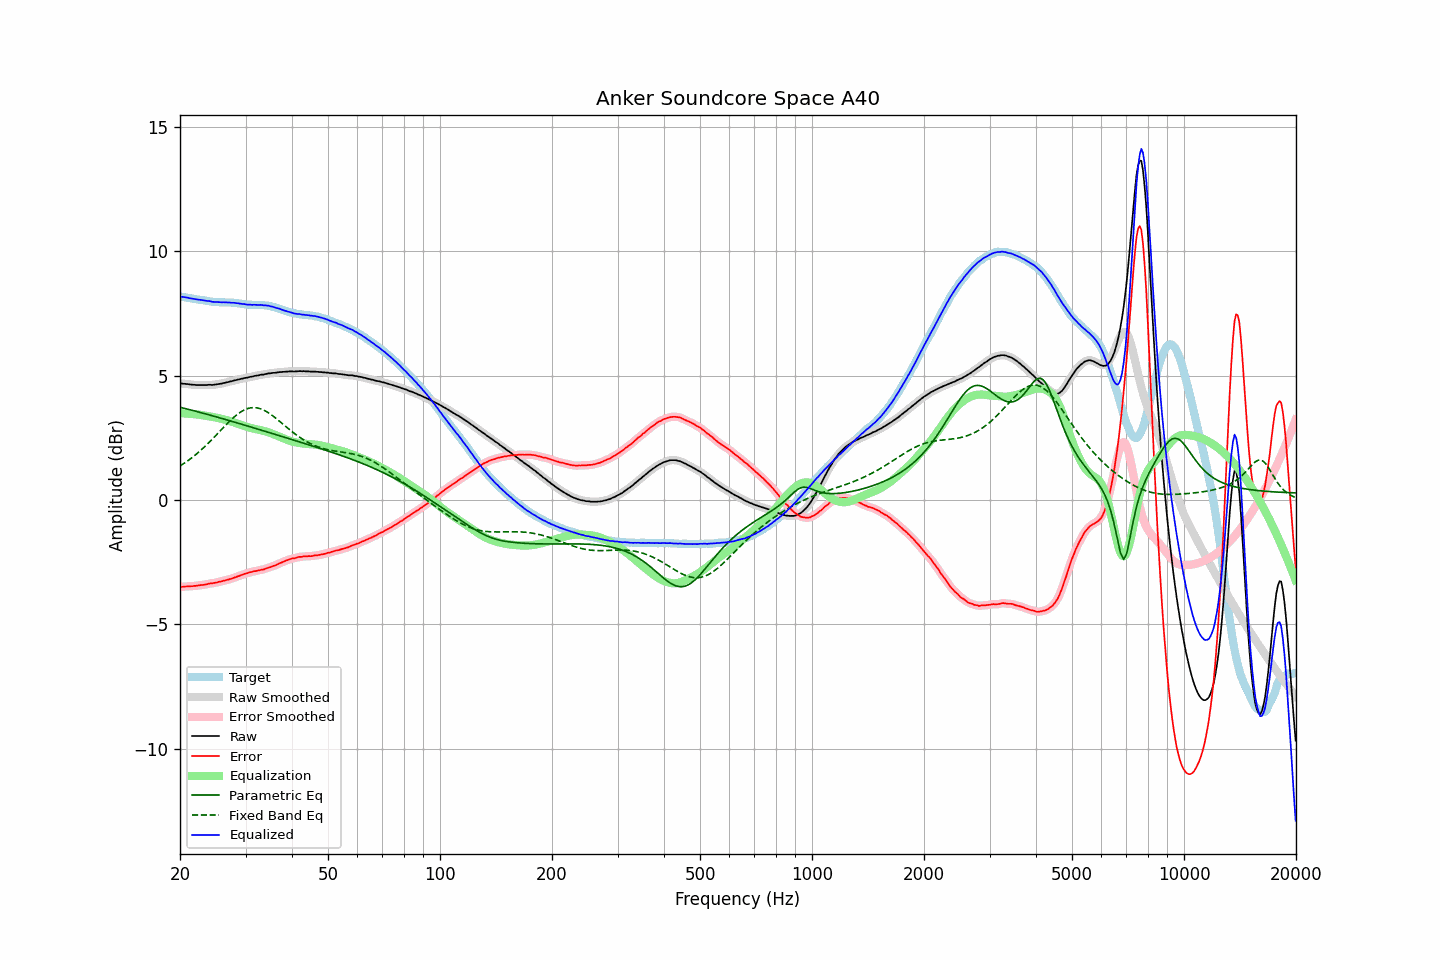 Anker Soundcore Space A40
15
10
5
0
−5
−10
Amplitude (dBr)
Target
Raw Smoothed
Error Smoothed
Raw
Error
Equalization
Parametric Eq
Fixed Band Eq
Equalized
20 50 100 200 500 1000 2000 5000 10000 20000
Frequency (Hz)